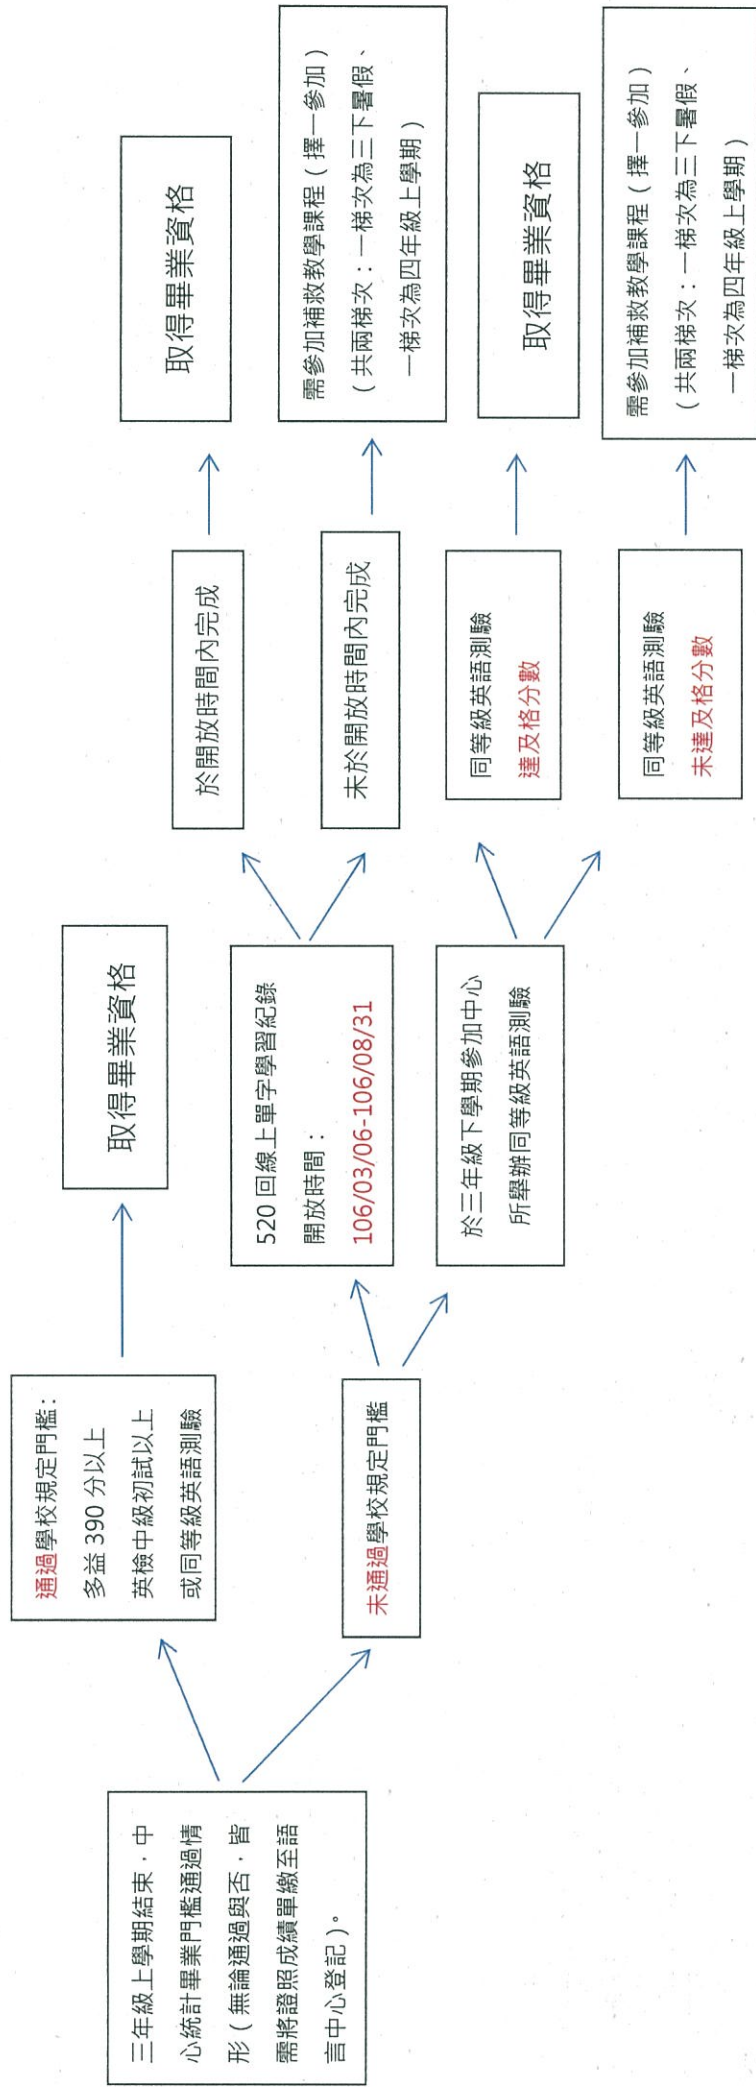 三年級上學期結束，中
心統計畢業門檻通過情
形（無論通過與否，皆
需將證照成績單繳至語
言中心登記）。
通過學校規定門檻：
多益 390 分以上
英檢中級初試以上
或同等級英語測驗
取得畢業資格
未通過學校規定門檻
520 回線上單字學習紀錄
開放時間：
106/03/06-106/08/31
於開放時間內完成
取得畢業資格
未於開放時間內完成
需參加補救教學課程（擇一參加）
（共兩梯次：一梯次為三下暑假、
一梯次為四年級上學期）
於三年級下學期參加中心
所舉辦同等級英語測驗
同等級英語測驗
達及格分數
取得畢業資格
同等級英語測驗
未達及格分數
需參加補救教學課程（擇一參加）
（共兩梯次：一梯次為三下暑假、
一梯次為四年級上學期）